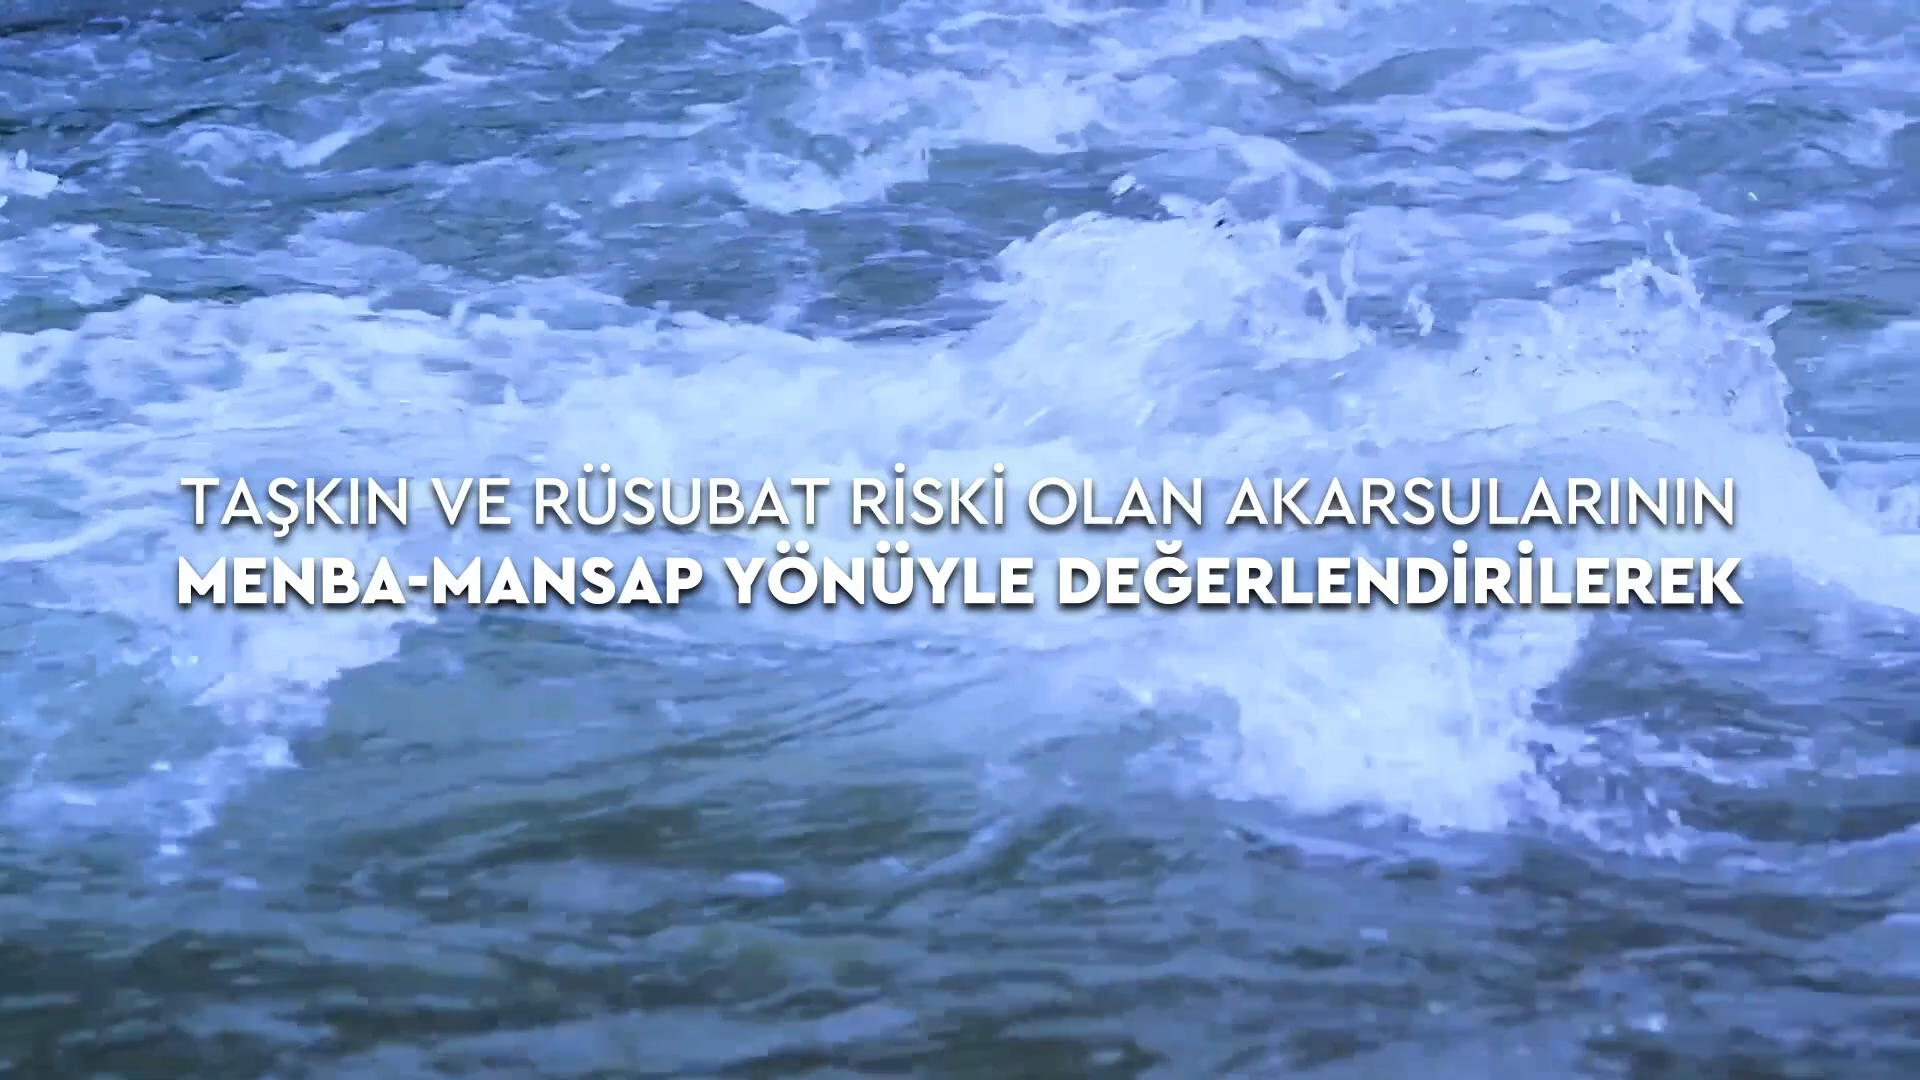 TAŞKIN VE RÜSUBAT RİSKİ OLAN AKARSULARININ
MENBA-MANSAP YÖNÜYLE DEĞERLENDİRİLEREK